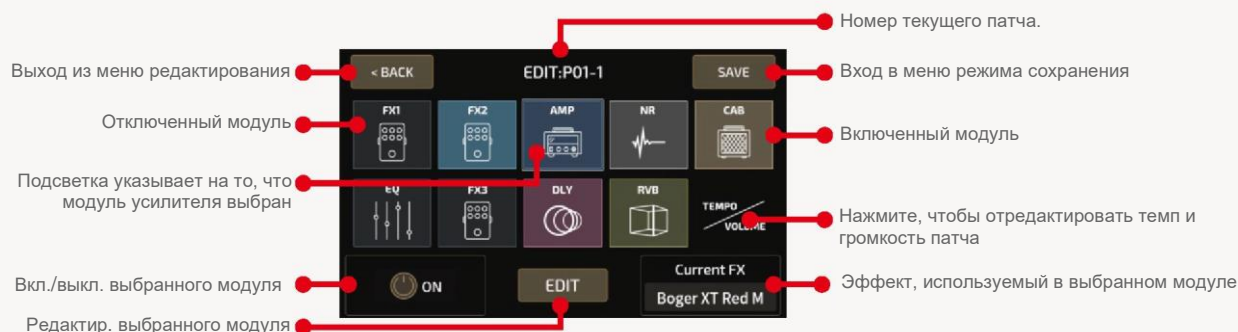 Номер текущего патча.
Выход из меню редактирования
< BACK
EDIT:P01-1
SAVE
Вход в меню режима сохранения
Отключенный модуль
FX1
FX2
AMP
NR
CAB
Включенный модуль
Подсветка указывает на то, что
модуль усилителя выбран
EQ
FX3
DLY
RVB
TEMPO
VOLUME
Нажмите, чтобы отредактировать темп и
громкость патча
Вкл./выкл. выбранного модуля
ON
EDIT
Current FX
Boger XT Red M
Эффект, используемый в выбранном модуле
Редактир. выбранного модуля